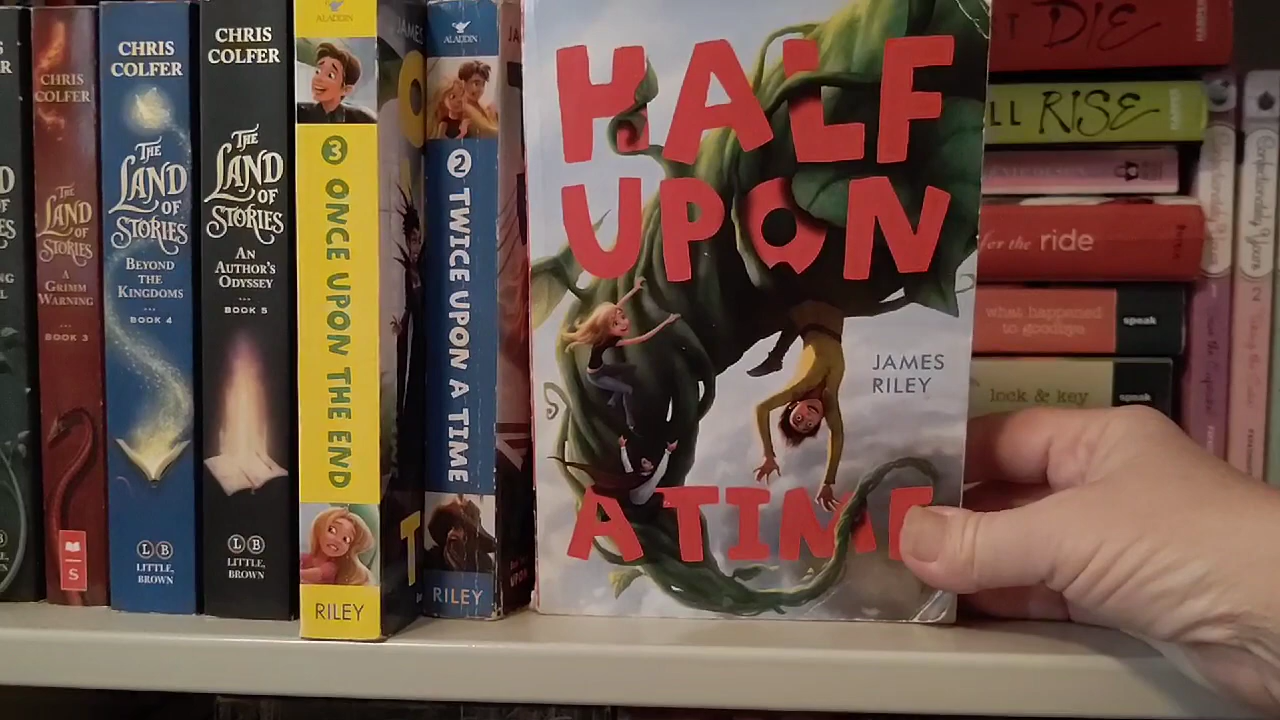 CHRIS
COLFER
THE
LAND
OF
STORIES
A
GRIMM
WARNING
BOOK 3
S
CHRIS
COLFER
THE
LAND
OF
STORIES
BEYOND
THE
KINGDOMS
BOOK 4
L B
LITTLE,
BROWN
CHRIS
COLFER
THE
LAND
OF
STORIES
AN
AUTHOR'S
ODYSSEY
BOOK 5
L B
LITTLE,
BROWN
ALADDIN
3 ONCE UPON THE END
RILEY
JAMES
ALADDIN
2 TWICE UPON A TIME
RILEY
HALF
UPON
A TIME
JAMES
RILEY
DIE
LL RISE
for the ride
what happened
to goodbye
speak
lock & key
speak